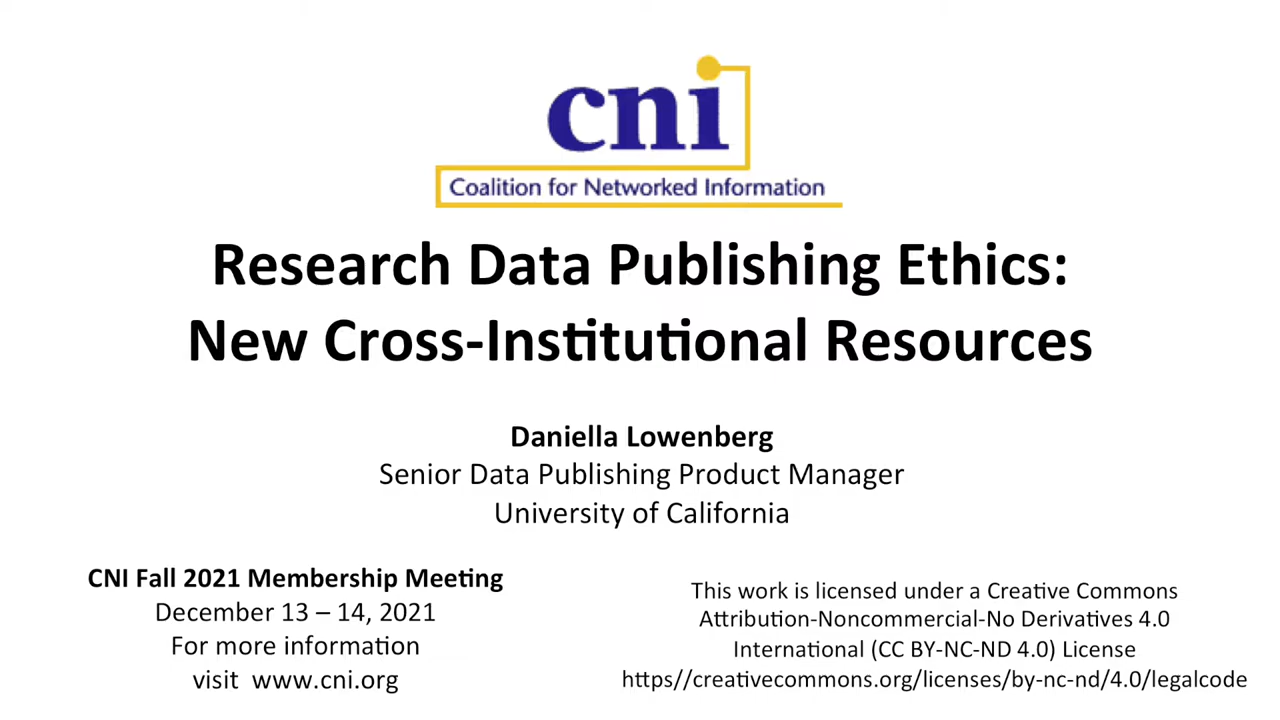 cni
Coalition for Networked Information
Research Data Publishing Ethics:
New Cross-Institutional Resources
Daniella Lowenberg
Senior Data Publishing Product Manager
University of California
CNI Fall 2021 Membership Meeting
December 13 – 14, 2021
For more information
visit www.cni.org
This work is licensed under a Creative Commons
Attribution-Noncommercial-No Derivatives 4.0
International (CC BY-NC-ND 4.0) License
https//creativecommons.org/licenses/by-nc-nd/4.0/legalcode